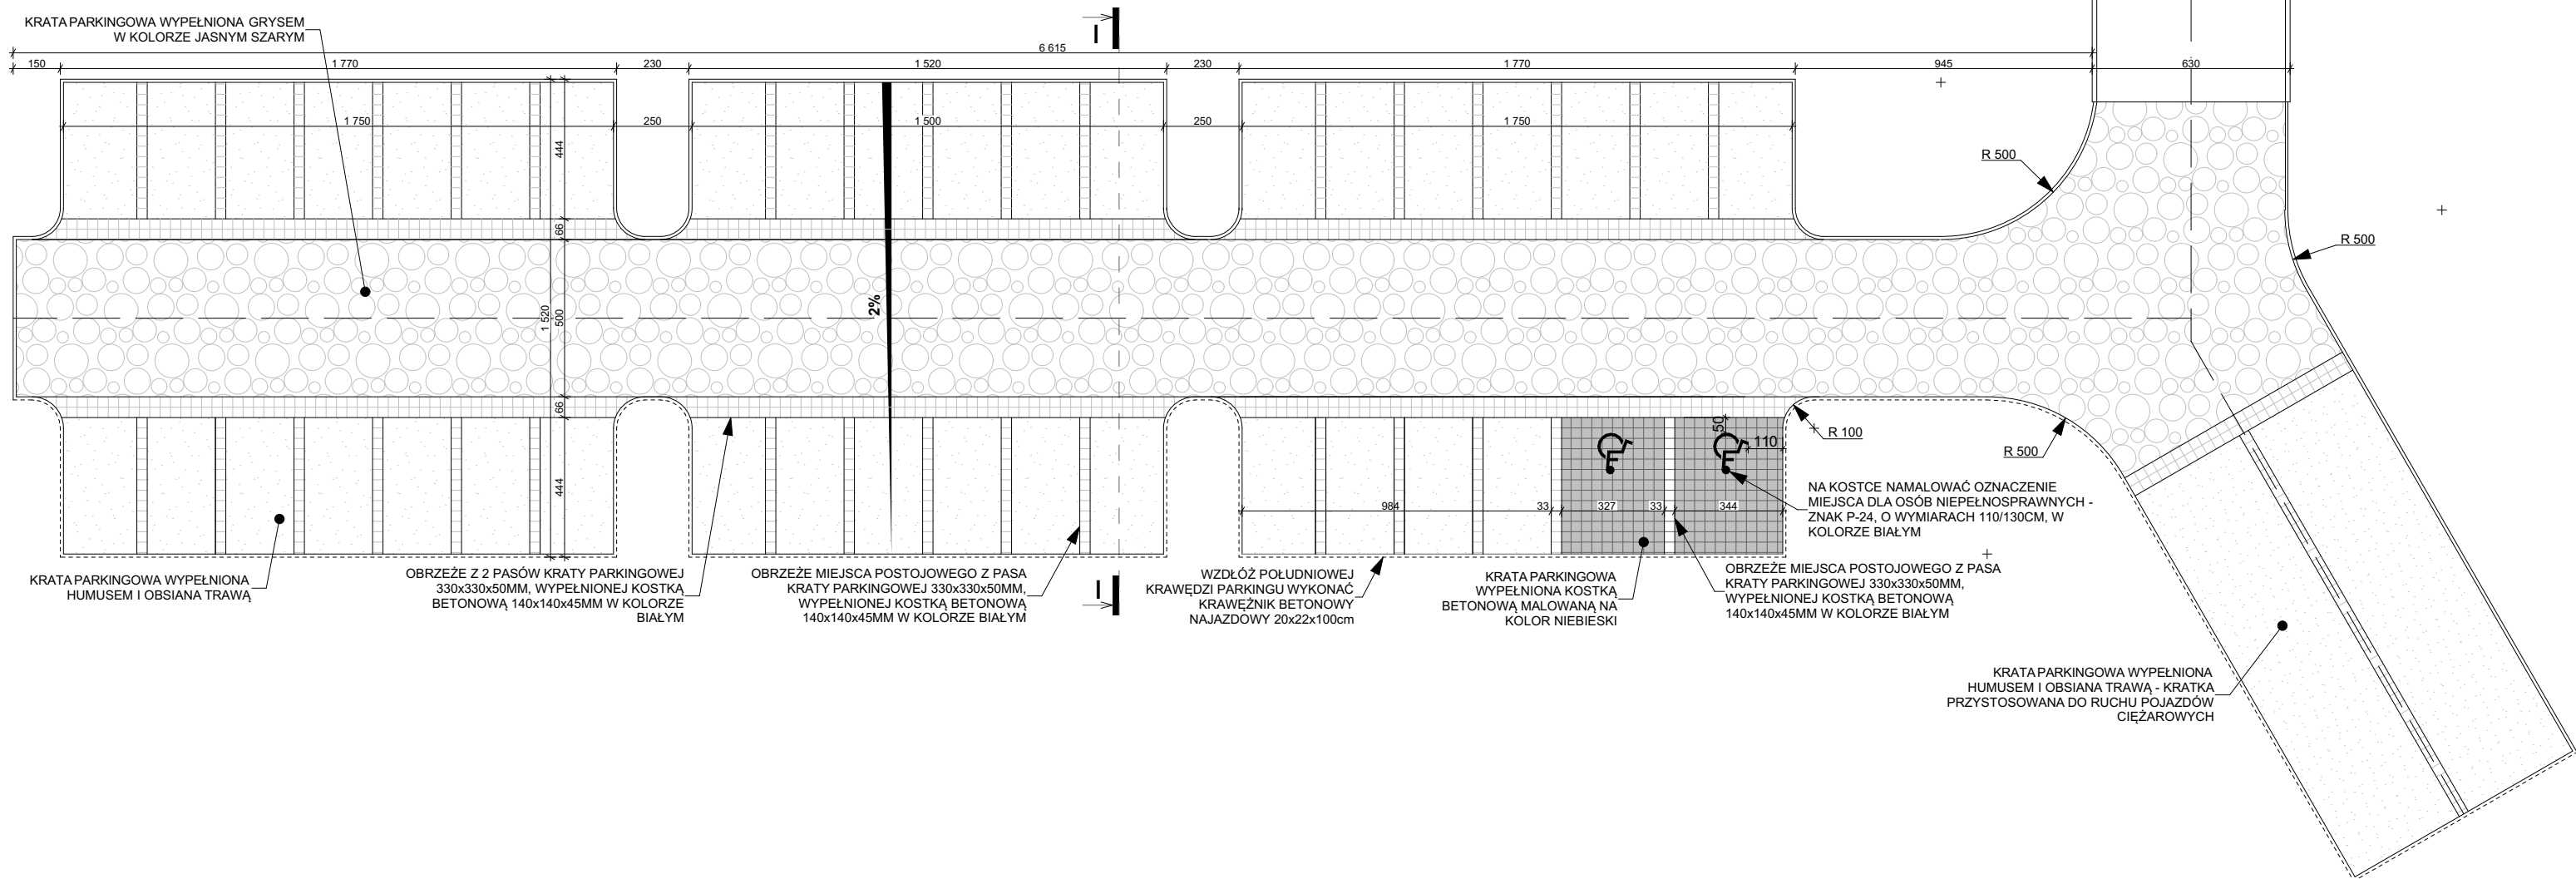 KRATA PARKINGOWA WYPEŁNIONA GRYSEM
W KOLORZE JASNYM SZARYM
I
6 615
150
1 770
230
1 520
230
1 770
945
630
1 750
250
1 500
250
1 750
444
66
1 520
500
66
444
2%
R 500
R 500
R 500
R 100
50
110
984
33
327
33
344
NA KOSTCE NAMALOWAĆ OZNACZENIE
MIEJSCA DLA OSÓB NIEPEŁNOSPRAWNYCH -
ZNAK P-24, O WYMIARACH 110/130CM, W
KOLORZE BIAŁYM
KRATA PARKINGOWA WYPEŁNIONA
HUMUSEM I OBSIANA TRAWĄ
OBRZEŻE Z 2 PASÓW KRATY PARKINGOWEJ
330x330x50MM, WYPEŁNIONEJ KOSTKĄ
BETONOWĄ 140x140x45MM W KOLORZE
BIAŁYM
OBRZEŻE MIEJSCA POSTOJOWEGO Z PASA
KRATY PARKINGOWEJ 330x330x50MM,
WYPEŁNIONEJ KOSTKĄ BETONOWĄ
140x140x45MM W KOLORZE BIAŁYM
I
WZDŁÓŻ POŁUDNIOWEJ
KRAWĘDZI PARKINGU WYKONAĆ
KRAWĘŻNIK BETONOWY
NAJAZDOWY 20x22x100cm
KRATA PARKINGOWA
WYPEŁNIONA KOSTKĄ
BETONOWĄ MALOWANĄ NA
KOLOR NIEBIESKI
OBRZEŻE MIEJSCA POSTOJOWEGO Z PASA
KRATY PARKINGOWEJ 330x330x50MM,
WYPEŁNIONEJ KOSTKĄ BETONOWĄ
140x140x45MM W KOLORZE BIAŁYM
KRATA PARKINGOWA WYPEŁNIONA
HUMUSEM I OBSIANA TRAWĄ - KRATKA
PRZYSTOSOWANA DO RUCHU POJAZDÓW
CIĘŻAROWYCH